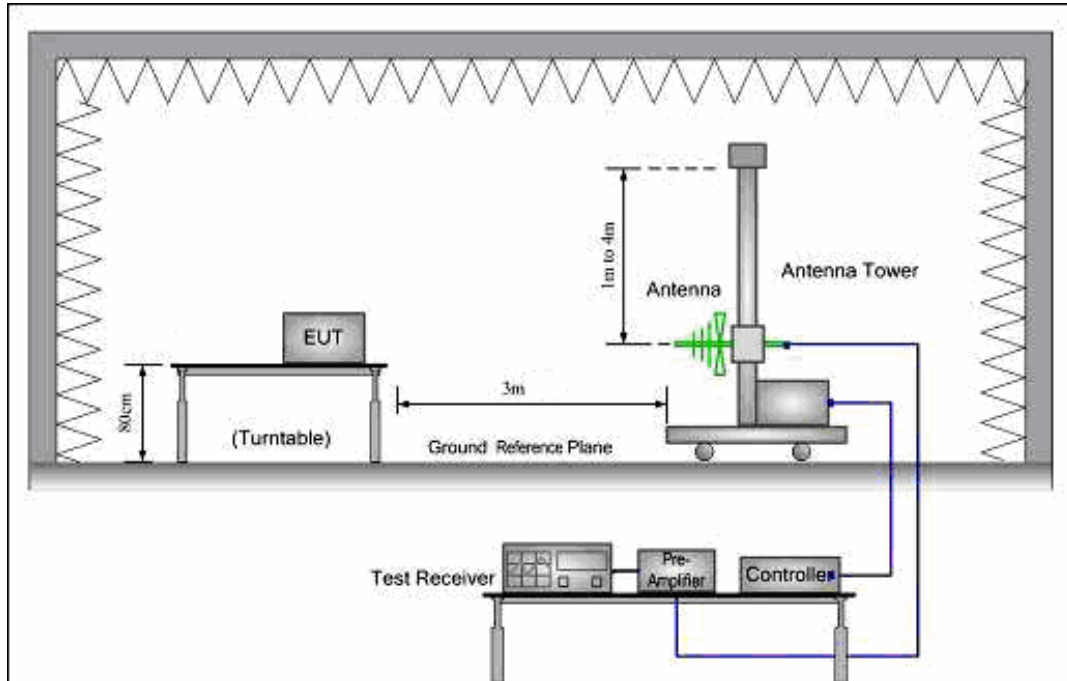 1m to 4m
Antenna
Antenna Tower
EUT
80cm
3m
(Turntable)
Ground Reference Plane
Test Receiver
Pre-
Amplifier
Controller